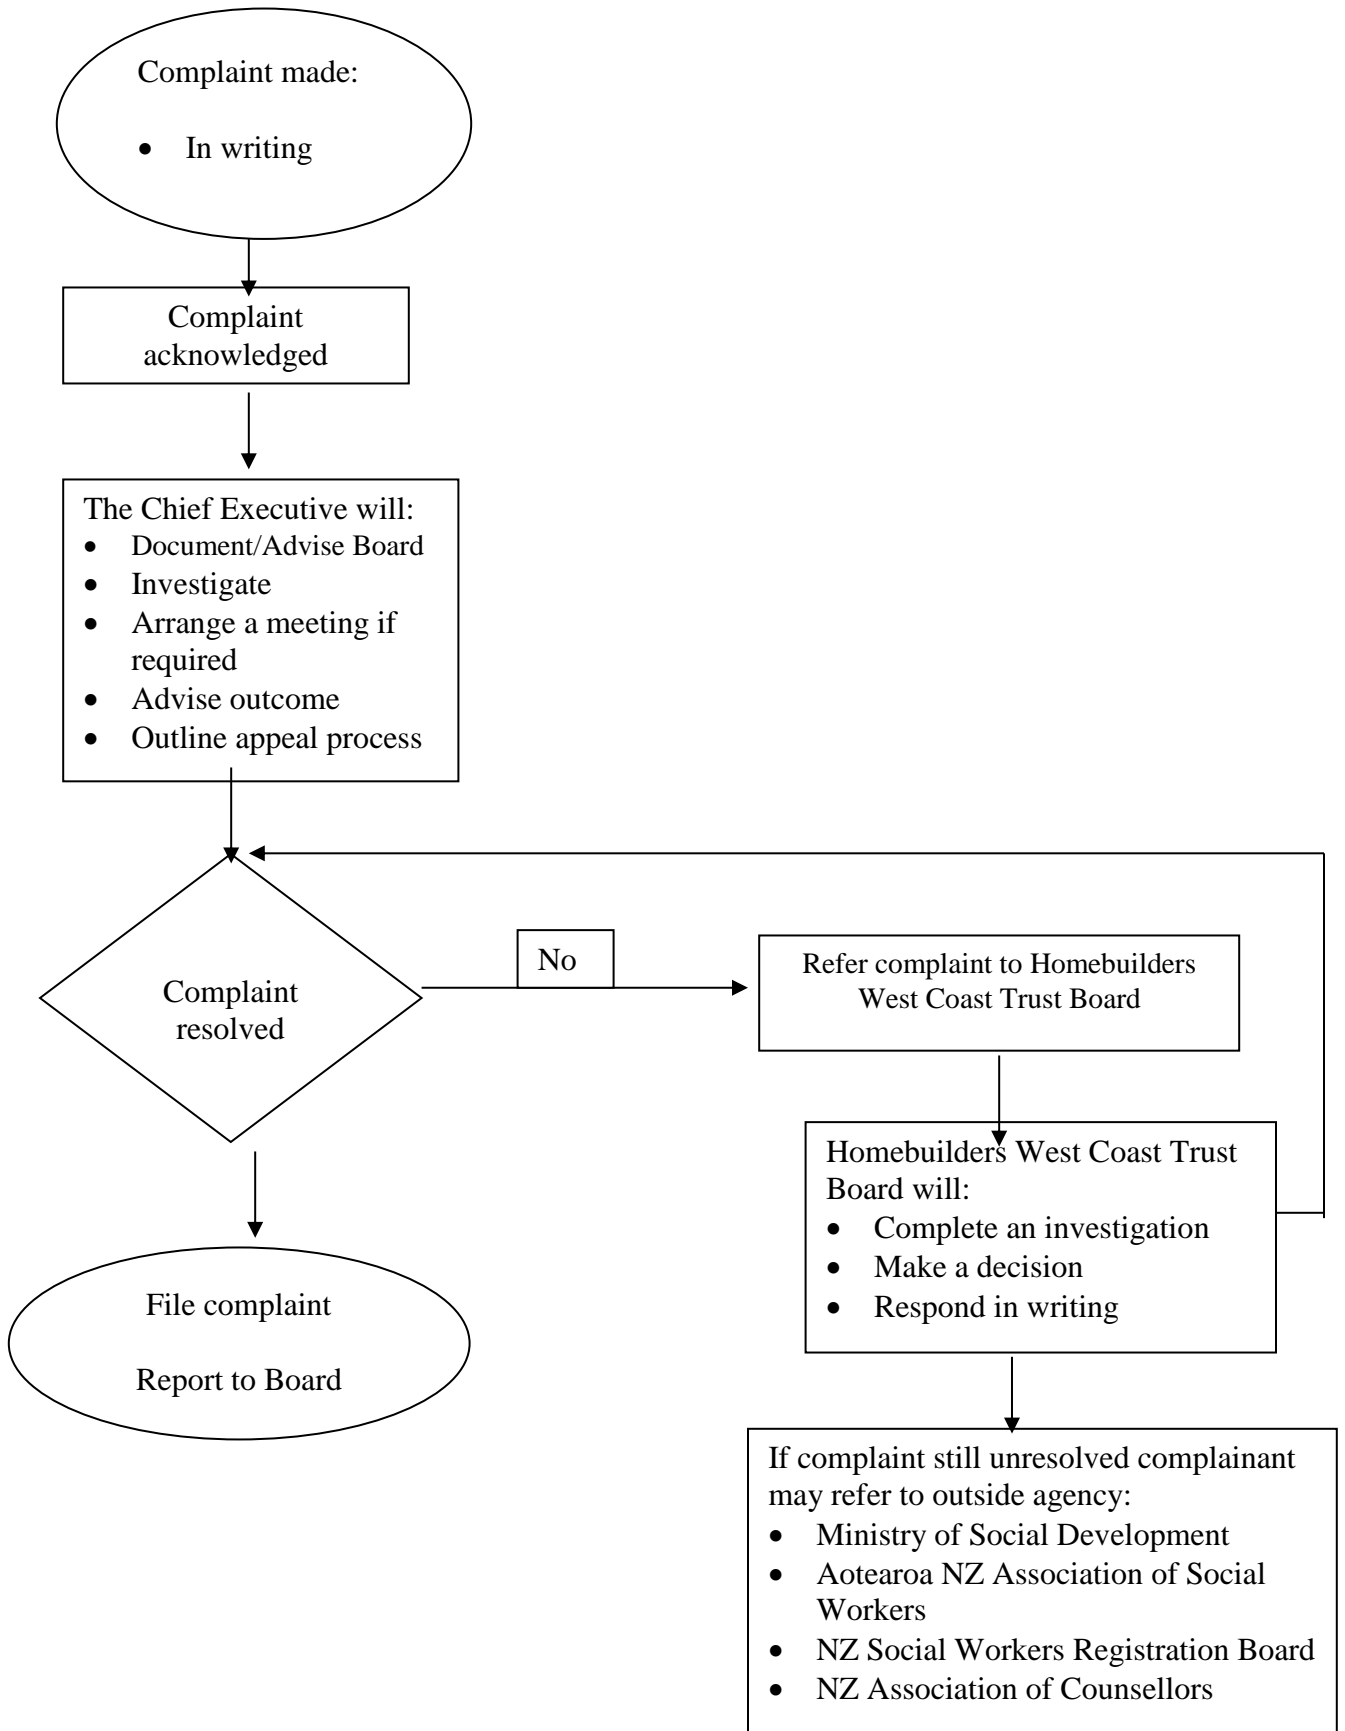 Complaint made:
• In writing
Complaint
acknowledged
The Chief Executive will:
• Document/Advise Board
• Investigate
• Arrange a meeting if
required
• Advise outcome
• Outline appeal process
Complaint
resolved
No
Refer complaint to Homebuilders
West Coast Trust Board
Homebuilders West Coast Trust
Board will:
• Complete an investigation
• Make a decision
• Respond in writing
File complaint
Report to Board
If complaint still unresolved complainant
may refer to outside agency:
• Ministry of Social Development
• Aotearoa NZ Association of Social
Workers
• NZ Social Workers Registration Board
• NZ Association of Counsellors